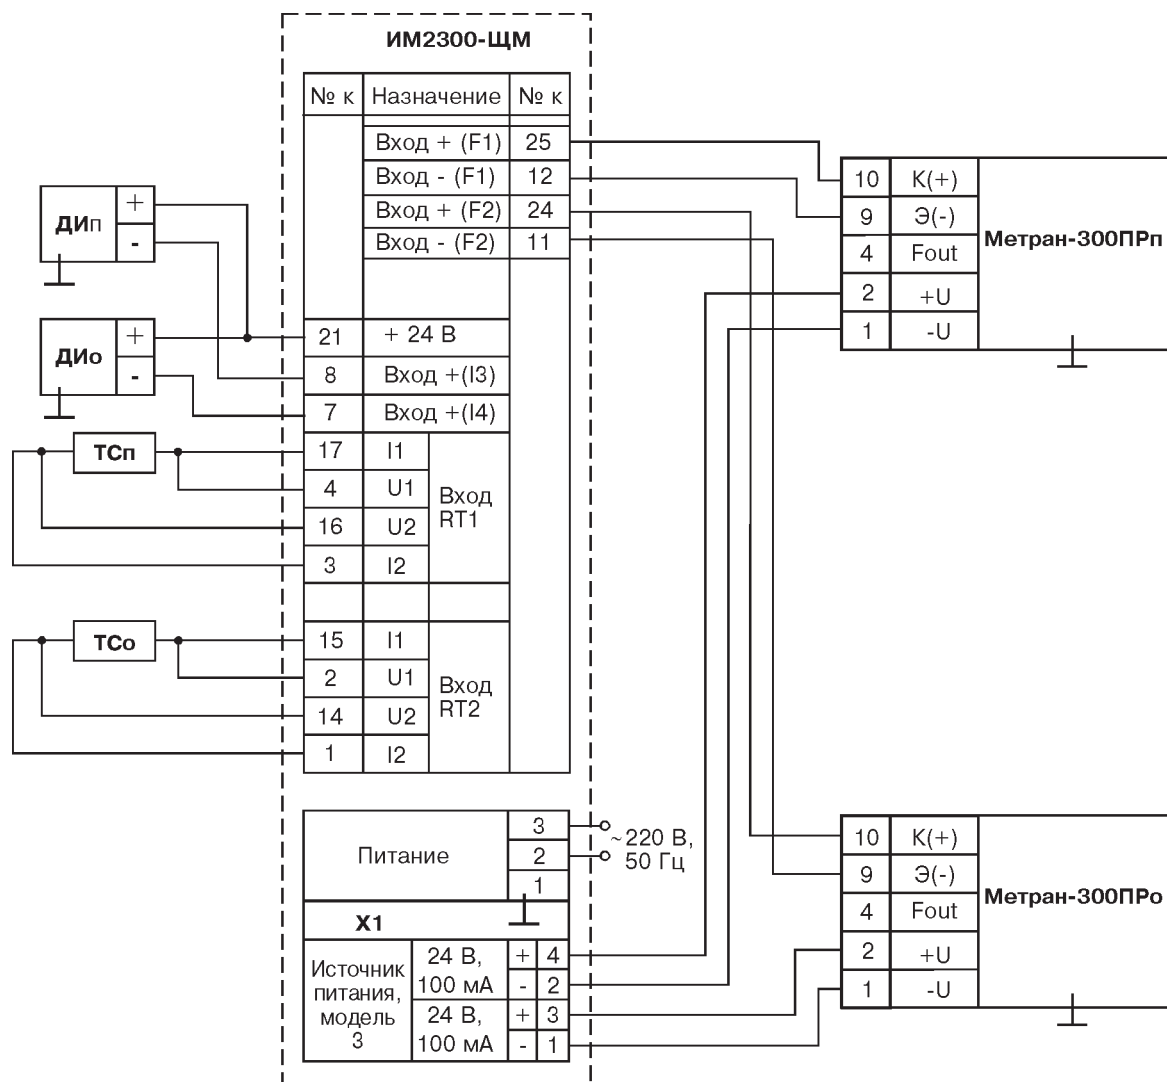 ИМ2300-ЩМ
№ к Назначение № к
Вход + (F1) 25
Вход - (F1) 12
Вход + (F2) 24
Вход - (F2) 11
21 + 24 В
8 Вход +(I3)
7 Вход +(I4)
17 I1
4 U1
16 U2
3 I2
Вход
RT1
15 I1
2 U1
14 U2
1 I2
Вход
RT2
ДИп
+
-
ДИо
+
-
ТСп
ТСо
Питание
3
2
1
~220 В,
50 Гц
X1
Источник
питания,
модель
3
24 В,
100 мА
+ 4
- 2
24 В,
100 мА
+ 3
- 1
10 К(+)
9 Э(-)
4 Fout
2 +U
1 -U
Метран-300ПРп
10 К(+)
9 Э(-)
4 Fout
2 +U
1 -U
Метран-300ПРо